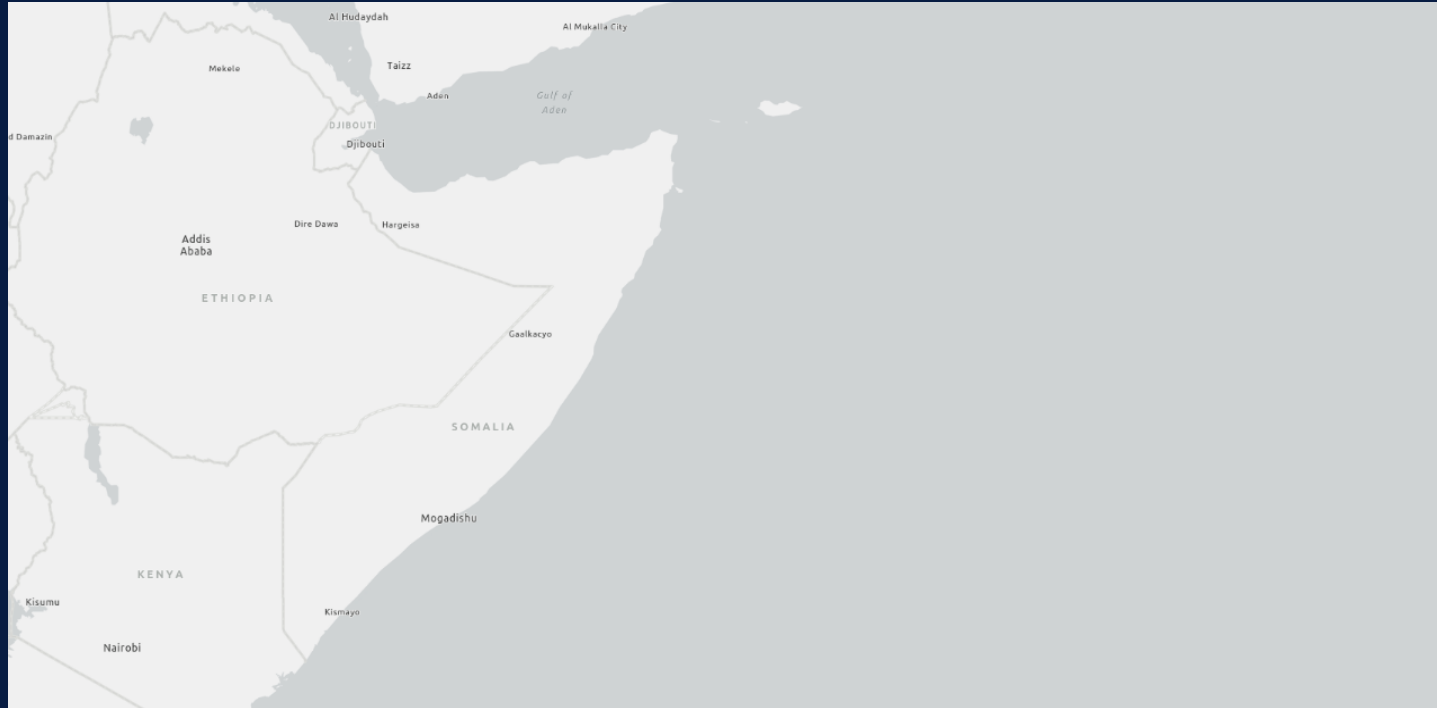 Al Hudaydah
Al Mukalla City
Mekele
Taizz
Aden
Gulf of
Aden
DJIBOUTI
d Damazin
Djibouti
Dire Dawa
Hargeisa
Addis
Ababa
ETHIOPIA
Gaalkacyo
SOMALIA
Mogadishu
KENYA
Kisumu
Kismayo
Nairobi